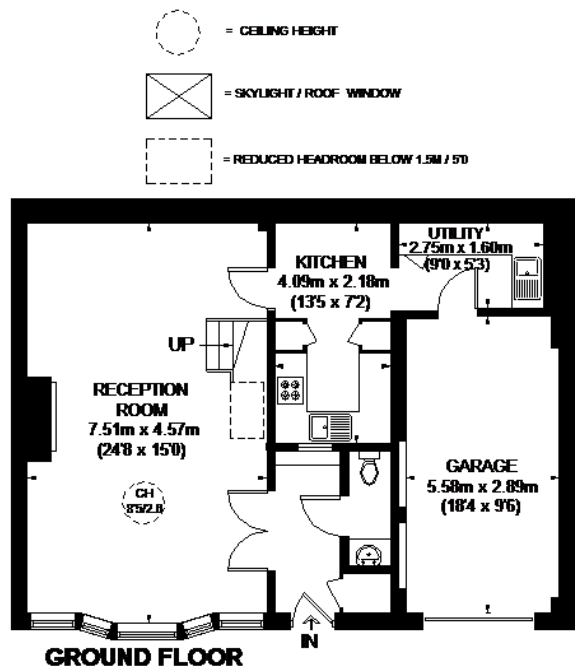 = CEILING HEIGHT
= SKYLIGHT / ROOF WINDOW
= REDUCED HEADROOM BELOW 1.5M / 5'0
UTILITY
2.75m x 1.60m
(9'0 x 5'3)
KITCHEN
4.09m x 2.18m
(13'5 x 7'2)
UP
RECEPTION
ROOM
7.51m x 4.57m
(24'8 x 15'0)
CH
8'5/2.6
GARAGE
5.58m x 2.89m
(18'4 x 9'6)
IN
GROUND FLOOR